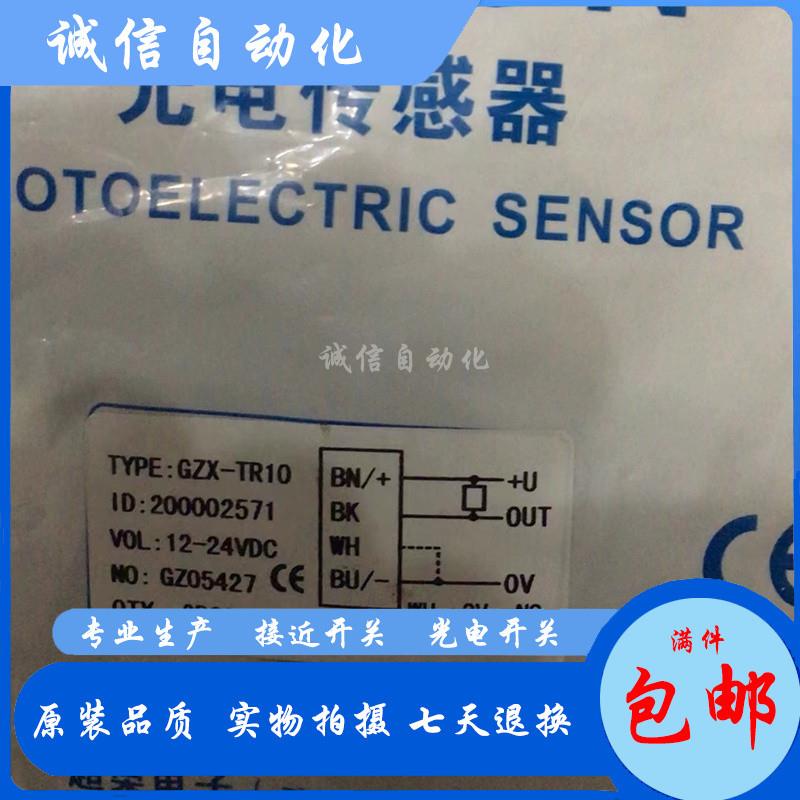 诚信自动化
光电传感器
OTOELECTRIC SENSOR
诚信自动化
TYPE:GZX-TR10
ID:200002571
VOL:12-24VDC
NO: GZ05427 CE
BN/+
BK
WH
BU/-
+U
OUT
0V
CE
专业生产 接近开关 光电开关
原装品质 实物拍摄 七天退换
满件
包邮